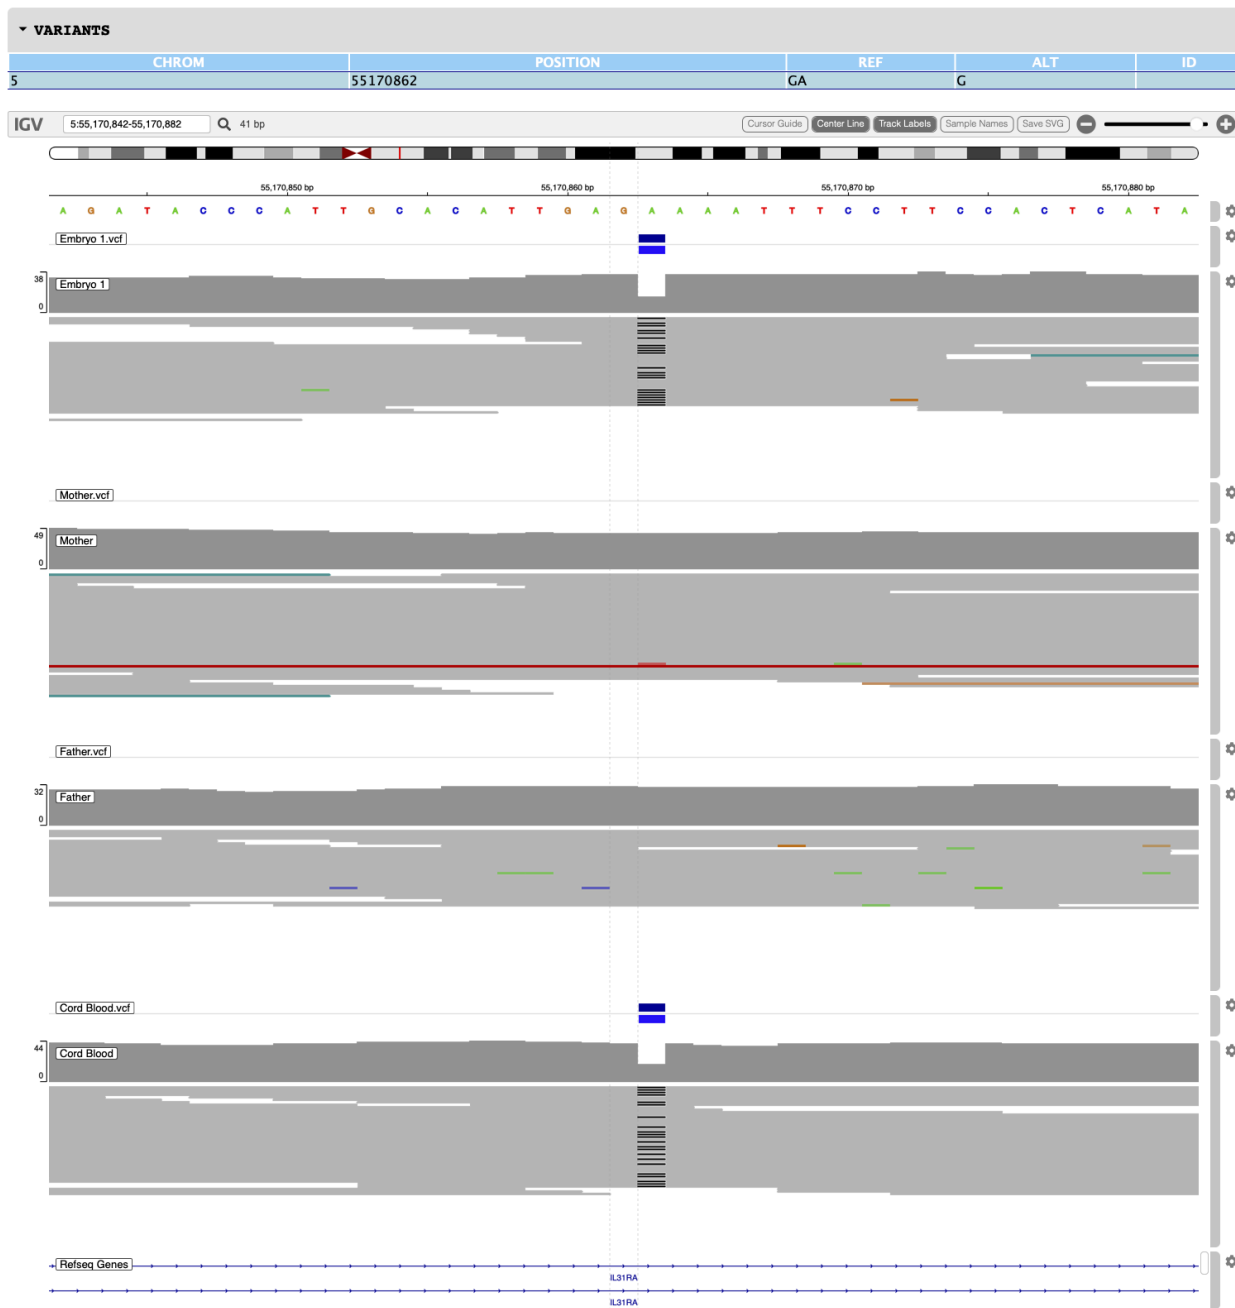 VARIANTS
CHROM POSITION REF ALT ID
5 55170862 GA G
IGV 5:55,170,842-55,170,882 41 bp Cursor Guide Center Line Track Labels Sample Names Save SVG
55,170,850 bp 55,170,860 bp 55,170,870 bp 55,170,880 bp
A G A T A C C C A T T G C A C A T T G A G A A A A T T T C C T T C C A C T C A T A
Embryo 1.vcf
38
Embryo 1
0
Mother.vcf
49
Mother
0
Father.vcf
32
Father
0
Cord Blood.vcf
44
Cord Blood
0
Refseq Genes
IL31RA
IL31RA